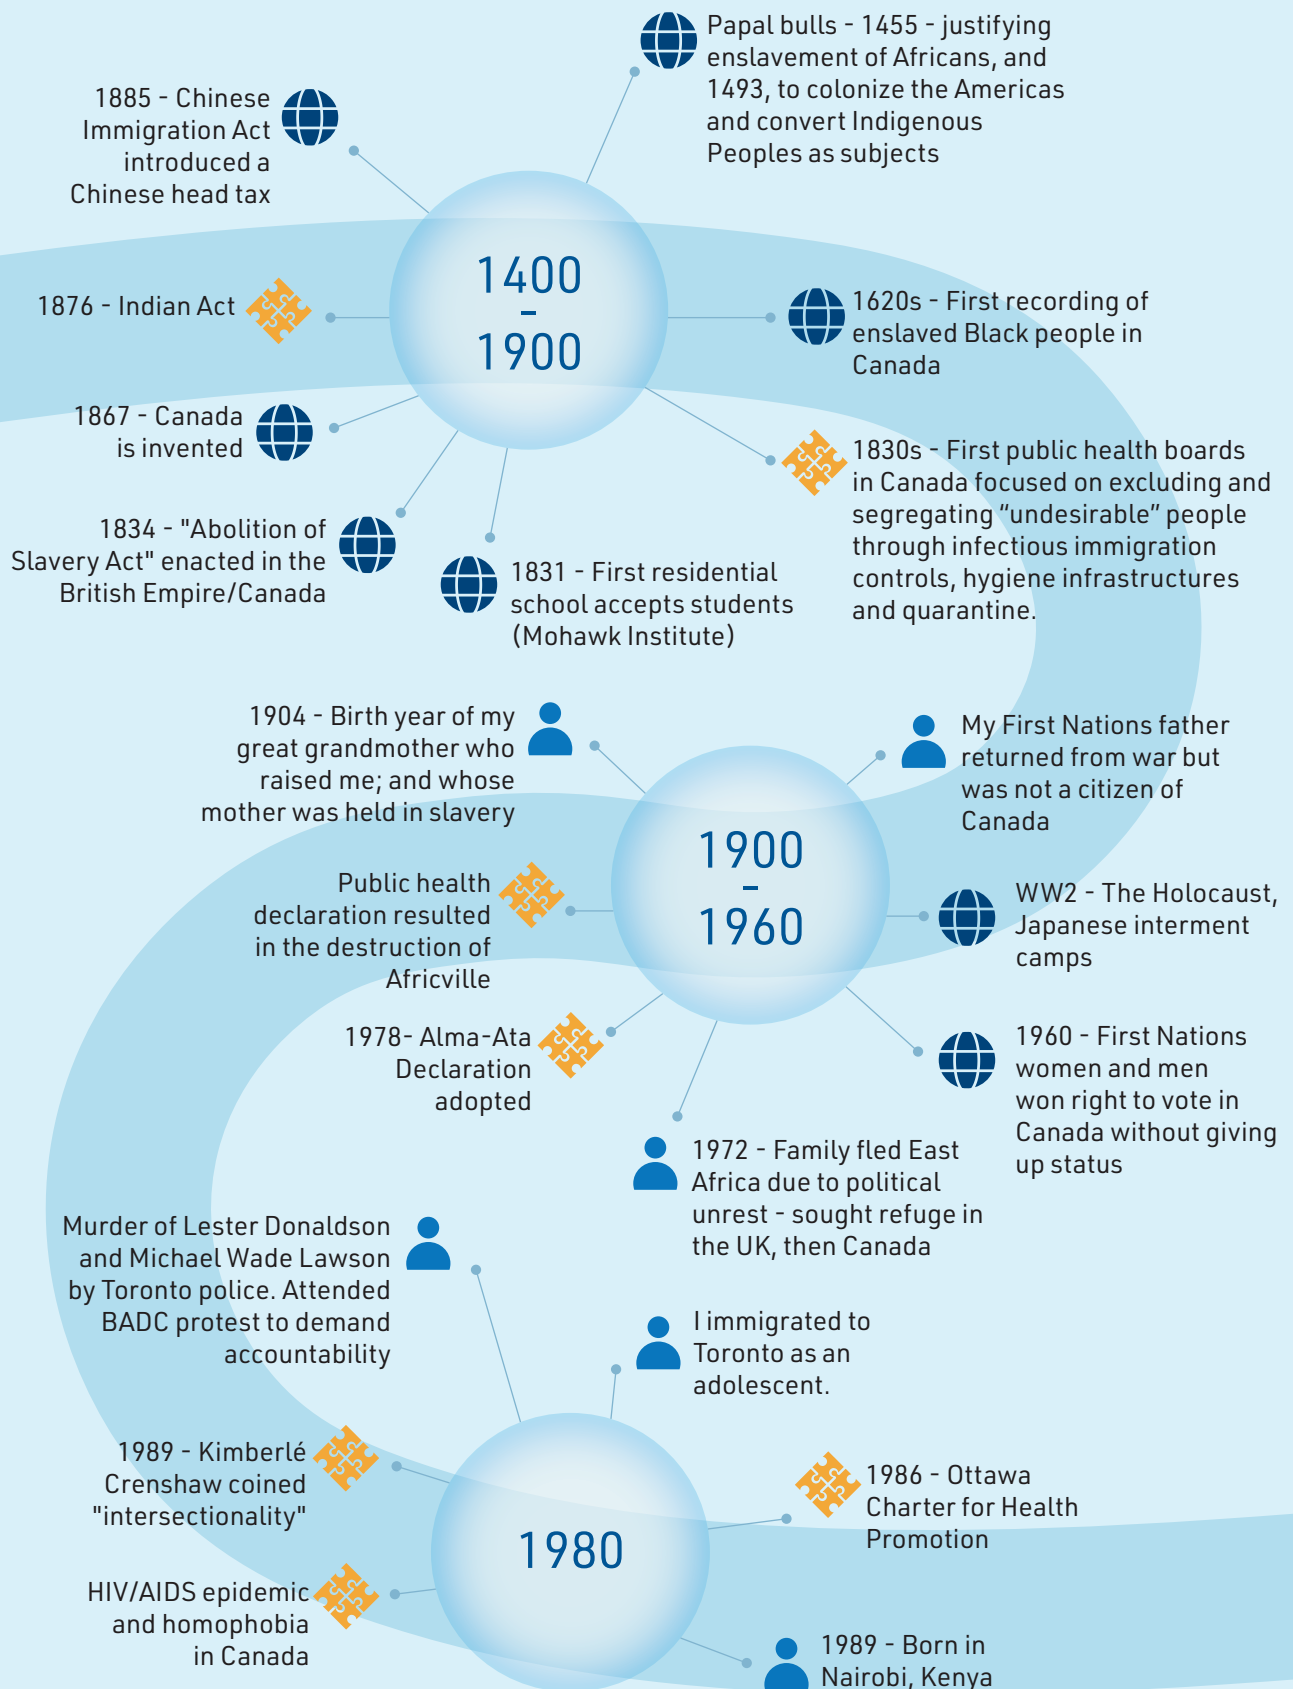 Papal bulls - 1455 - justifying
enslavement of Africans, and
1493, to colonize the Americas
and convert Indigenous
Peoples as subjects
1885 - Chinese
Immigration Act
introduced a
Chinese head tax
1400
-
1900
1876 - Indian Act
1620s - First recording of
enslaved Black people in
Canada
1867 - Canada
is invented
1830s - First public health boards
in Canada focused on excluding and
segregating “undesirable” people
through infectious immigration
controls, hygiene infrastructures
and quarantine.
1834 - "Abolition of
Slavery Act" enacted in the
British Empire/Canada
1831 - First residential
school accepts students
(Mohawk Institute)
1904 - Birth year of my
great grandmother who
raised me; and whose
mother was held in slavery
My First Nations father
returned from war but
was not a citizen of
Canada
1900
-
1960
Public health
declaration resulted
in the destruction of
Africville
WW2 - The Holocaust,
Japanese interment
camps
1978- Alma-Ata
Declaration
adopted
1960 - First Nations
women and men
won right to vote in
Canada without giving
up status
1972 - Family fled East
Africa due to political
unrest - sought refuge in
the UK, then Canada
Murder of Lester Donaldson
and Michael Wade Lawson
by Toronto police. Attended
BADC protest to demand
accountability
I immigrated to
Toronto as an
adolescent.
1989 - Kimberlé
Crenshaw coined
"intersectionality"
1980
1986 - Ottawa
Charter for Health
Promotion
HIV/AIDS epidemic
and homophobia
in Canada
1989 - Born in
Nairobi, Kenya